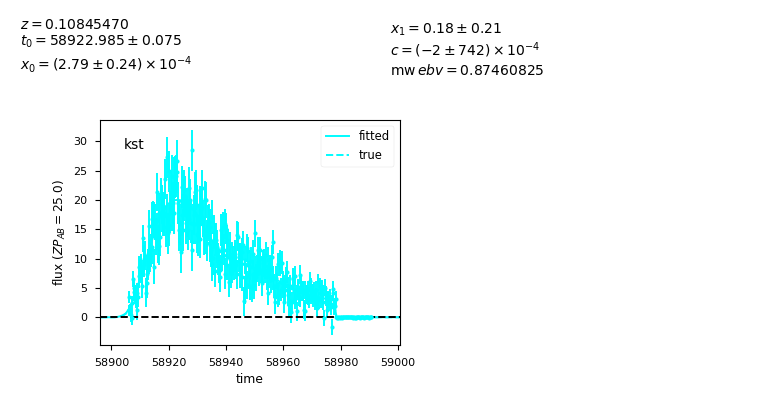 z = 0.10845470
t₀ = 58922.985 ± 0.075
x₀ = (2.79 ± 0.24) × 10⁻⁴
x₁ = 0.18 ± 0.21
c = (−2 ± 742) × 10⁻⁴
mw ebv = 0.87460825
kst
fitted
true
30
25
20
15
10
5
0
flux (ZP_AB = 25.0)
58900 58920 58940 58960 58980 59000
time